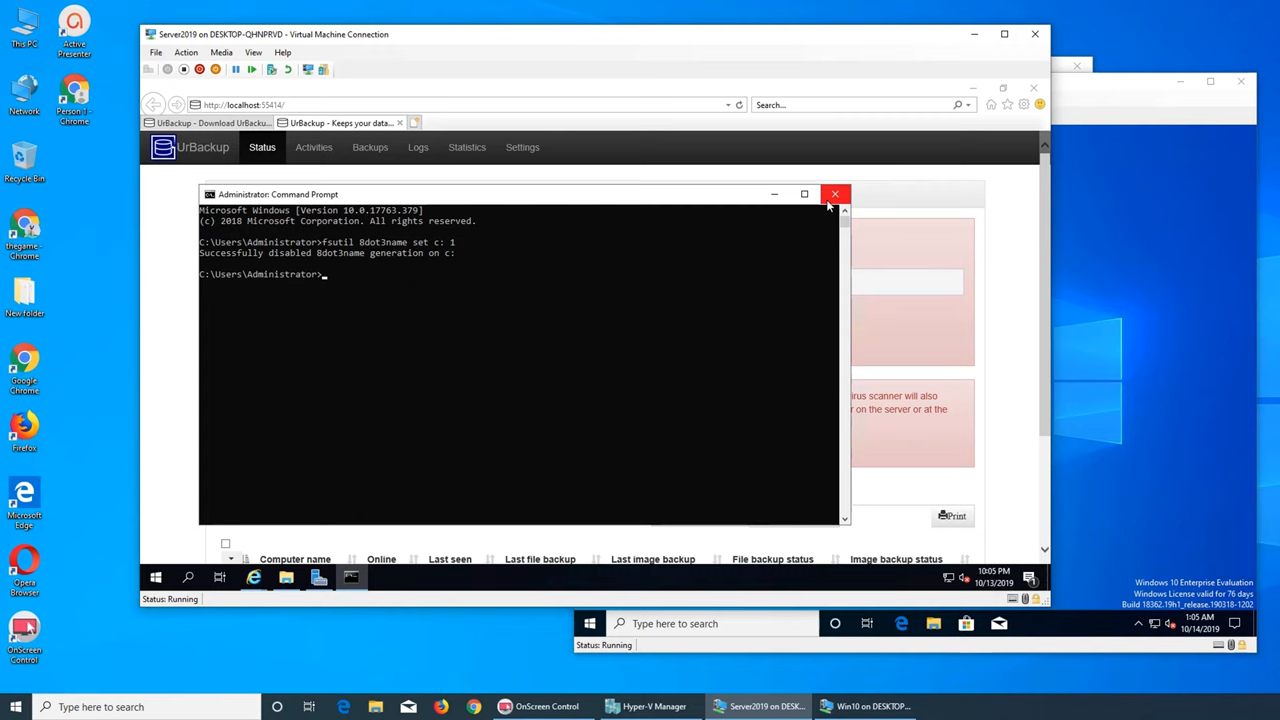 This PC
Active
Presenter
Network
Person 1 -
Chrome
Recycle Bin
thegame -
Chrome
New folder
Google
Chrome
Firefox
Microsoft
Edge
Opera
Browser
OnScreen
Control
Server2019 on DESKTOP-QHNPRVD - Virtual Machine Connection
File Action Media View Help
http://localhost:55414/
Search...
UrBackup - Download UrBacku...
UrBackup - Keeps your data...
UrBackup Status Activities Backups Logs Statistics Settings
Administrator: Command Prompt
Microsoft Windows [Version 10.0.17763.379]
(c) 2018 Microsoft Corporation. All rights reserved.
C:\Users\Administrator>fsutil 8dot3name set c: 1
Successfully disabled 8dot3name generation on c:
C:\Users\Administrator>
irus scanner will also
r on the server or at the
Print
Computer name Online Last seen Last file backup Last image backup File backup status Image backup status
10:05 PM
10/13/2019
1
Status: Running
Windows 10 Enterprise Evaluation
Windows License valid for 76 days
Build 18362.19h1_release.190318-1202
Type here to search
1:05 AM
10/14/2019
Status: Running
Type here to search
OnScreen Control
Hyper-V Manager
Server2019 on DESK...
Win10 on DESKTOP...